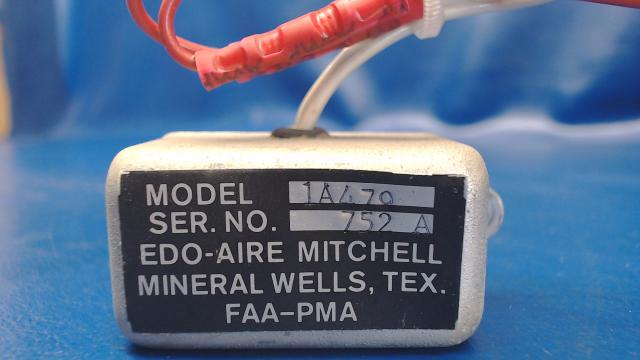 MODEL 1A479
SER. NO. 752 A
EDO-AIRE MITCHELL
MINERAL WELLS, TEX.
FAA-PMA